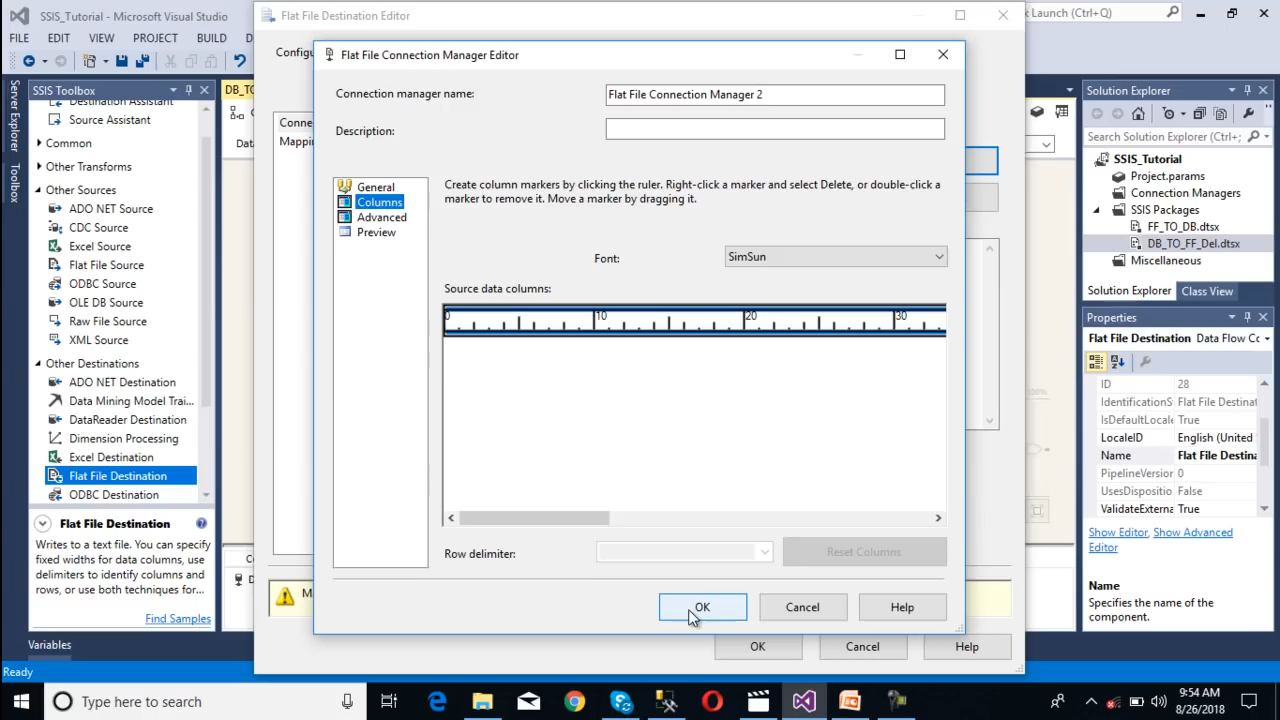 SSIS_Tutorial - Microsoft Visual Studio
Launch (Ctrl+Q)
FILE
EDIT
VIEW
PROJECT
BUILD
Flat File Destination Editor
Flat File Connection Manager Editor
Connection manager name:
Flat File Connection Manager 2
Description:
General
Columns
Advanced
Preview
Create column markers by clicking the ruler. Right-click a marker and select Delete, or double-click a
marker to remove it. Move a marker by dragging it.
Font:
SimSun
Source data columns:
0 10 20 30
Row delimiter:
Reset Columns
OK
Cancel
Help
OK
Cancel
Help
Server Explorer
Toolbox
SSIS Toolbox
Destination Assistant
Source Assistant
Common
Other Transforms
Other Sources
ADO NET Source
CDC Source
Excel Source
Flat File Source
ODBC Source
OLE DB Source
Raw File Source
XML Source
Other Destinations
ADO NET Destination
Data Mining Model Trai...
DataReader Destination
Dimension Processing
Excel Destination
Flat File Destination
ODBC Destination
Flat File Destination
Writes to a text file. You can specify
fixed widths for data columns, use
delimiters to identify columns and
rows, or use both techniques for...
Find Samples
Variables
Ready
Solution Explorer
Search Solution Explorer (Ctrl+;
SSIS_Tutorial
Project.params
Connection Managers
SSIS Packages
FF_TO_DB.dtsx
DB_TO_FF_Del.dtsx
Miscellaneous
Solution Explorer
Class View
Properties
Flat File Destination Data Flow Cc
ID 28
IdentificationS Flat File Destinat
IsDefaultLocale True
LocaleID English (United
Name Flat File Destina
PipelineVersion 0
UsesDispositio False
ValidateExterna True
Show Editor, Show Advanced
Editor
Name
Specifies the name of the
component.
Type here to search
9:54 AM
8/26/2018